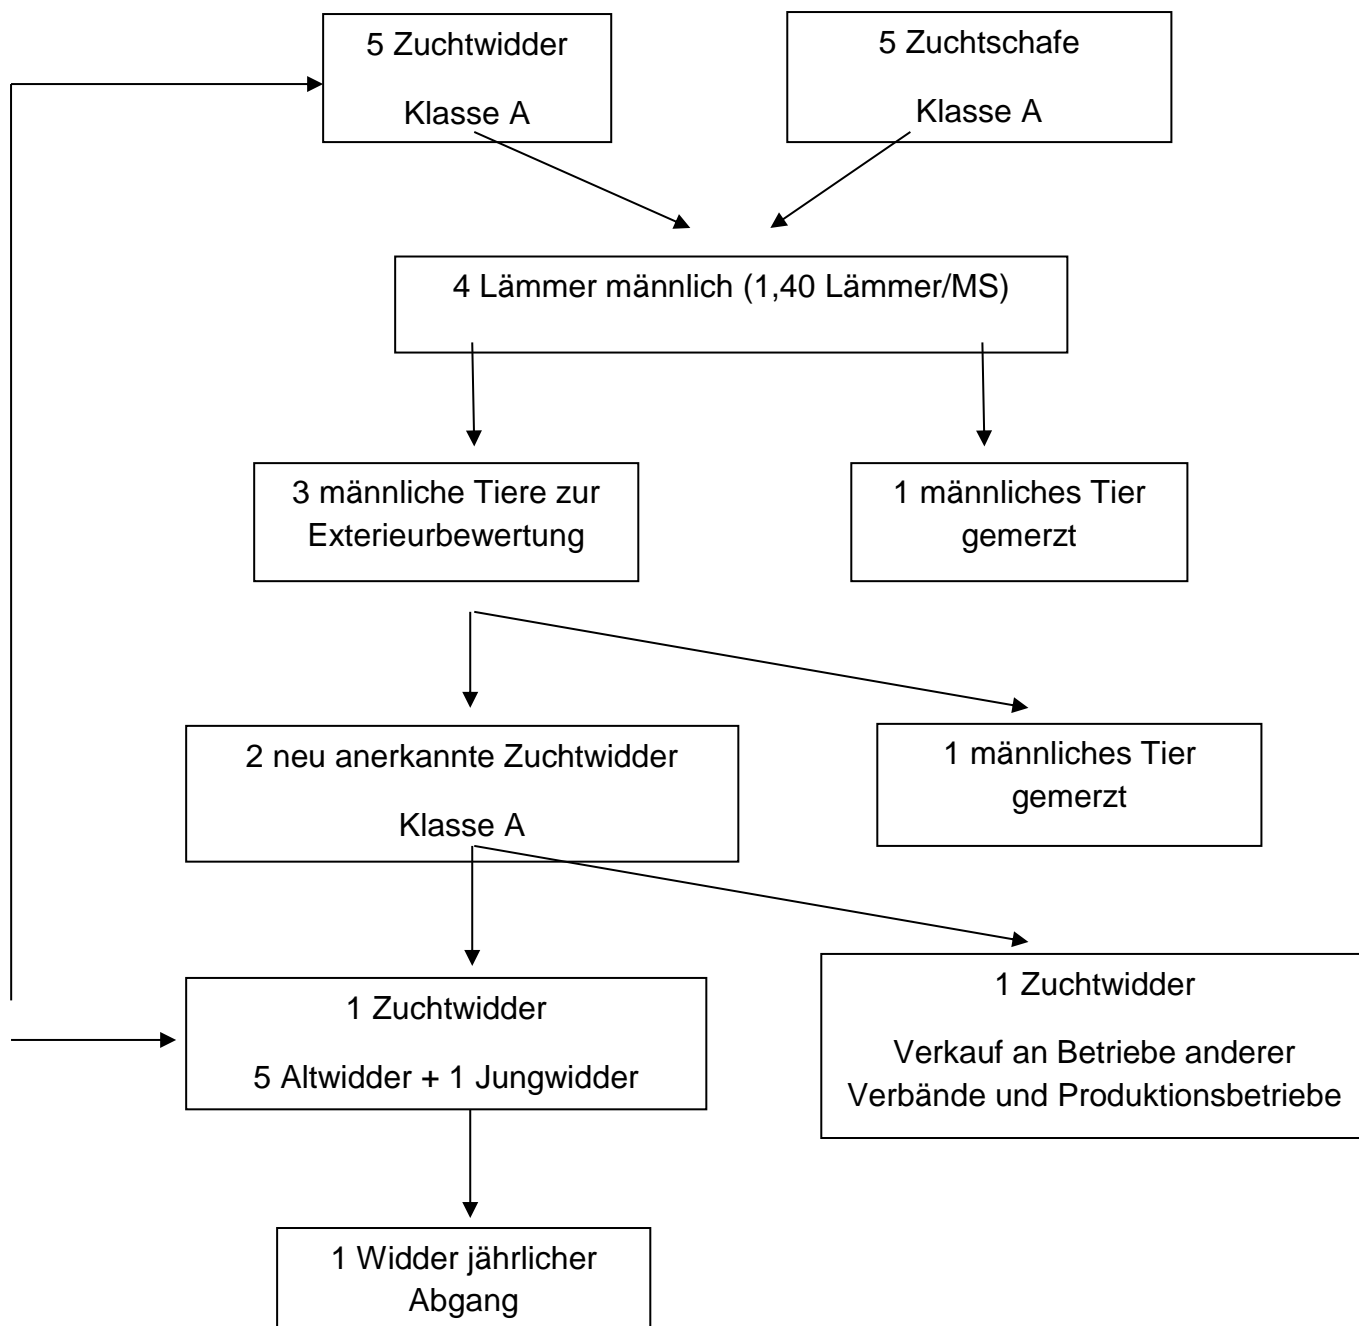 5 Zuchtwidder
Klasse A
5 Zuchtschafe
Klasse A
4 Lämmer männlich (1,40 Lämmer/MS)
3 männliche Tiere zur
Exterieurbewertung
1 männliches Tier
gemerzt
2 neu anerkannte Zuchtwidder
Klasse A
1 männliches Tier
gemerzt
1 Zuchtwidder
5 Altwidder + 1 Jungwidder
1 Zuchtwidder
Verkauf an Betriebe anderer
Verbände und Produktionsbetriebe
1 Widder jährlicher
Abgang